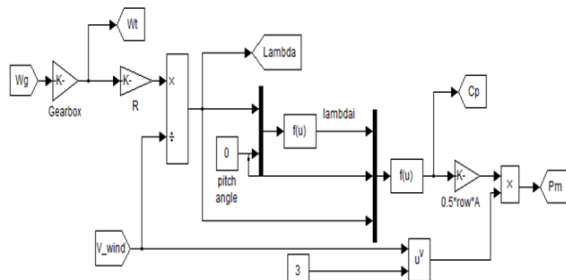 Wt
Wg
K-
Gearbox
K-
R
×
÷
Lambda
0
pitch
angle
f(u)
lambdai
f(u)
Cp
K-
0.5*row*A
×
Pm
V_wind
3
u^v